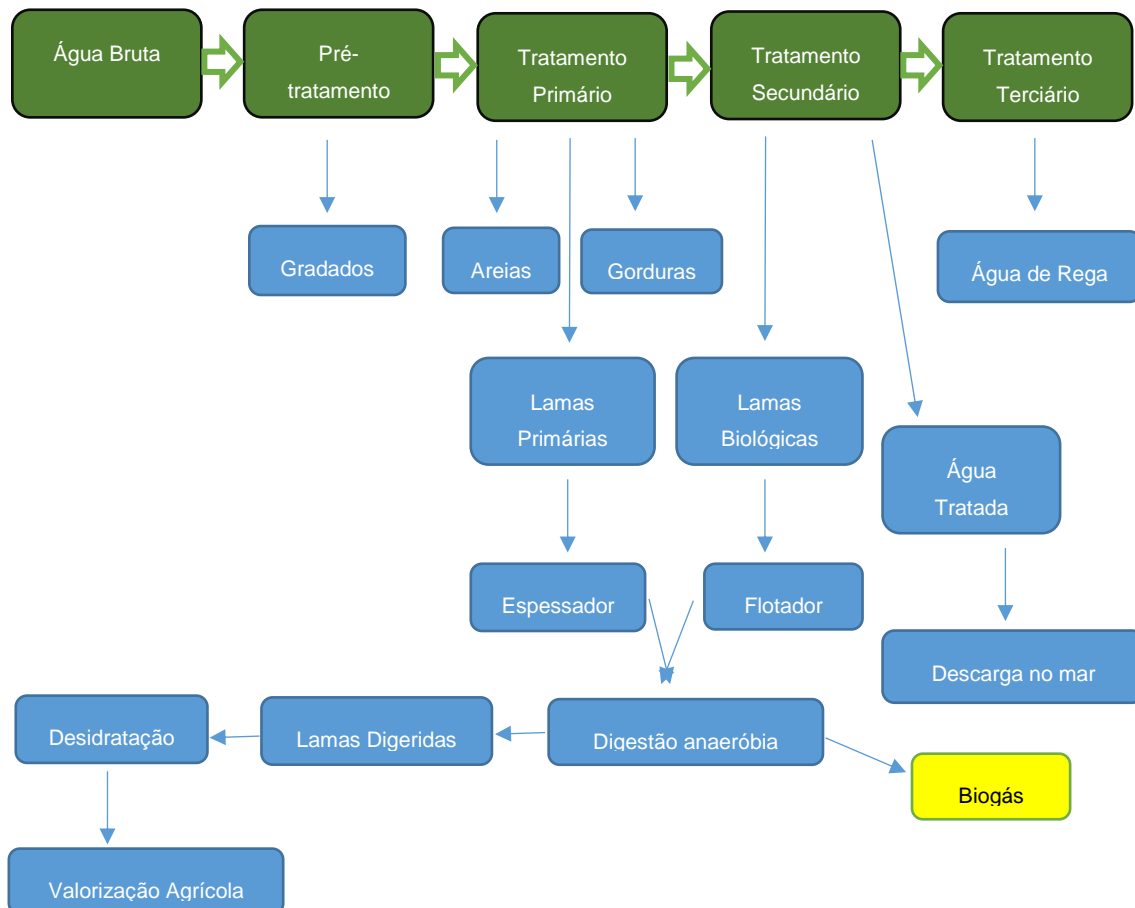 Água Bruta
Pré-
tratamento
Tratamento
Primário
Tratamento
Secundário
Tratamento
Terciário
Gradados
Areias
Gorduras
Água de Rega
Lamas
Primárias
Lamas
Biológicas
Água
Tratada
Espessador
Flotador
Descarga no mar
Desidratação
Lamas Digeridas
Digestão anaeróbia
Biogás
Valorização Agrícola